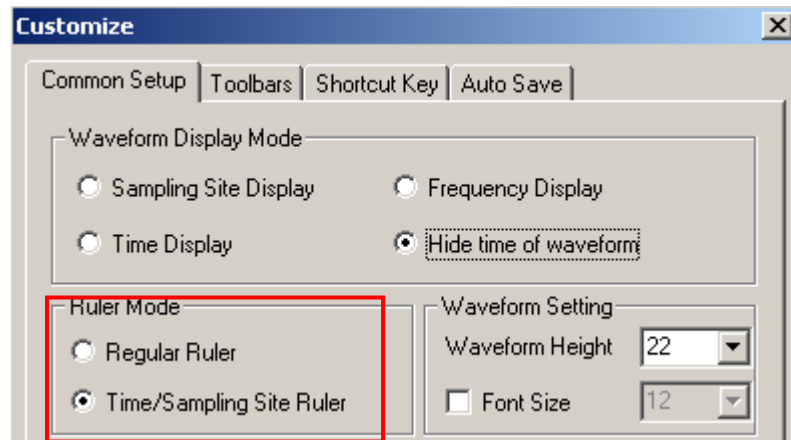 Customize
Common Setup Toolbars Shortcut Key Auto Save
Waveform Display Mode
Sampling Site Display Frequency Display
Time Display Hide time of waveform
Ruler Mode Waveform Setting
Regular Ruler Waveform Height 22
Time/Sampling Site Ruler Font Size 12